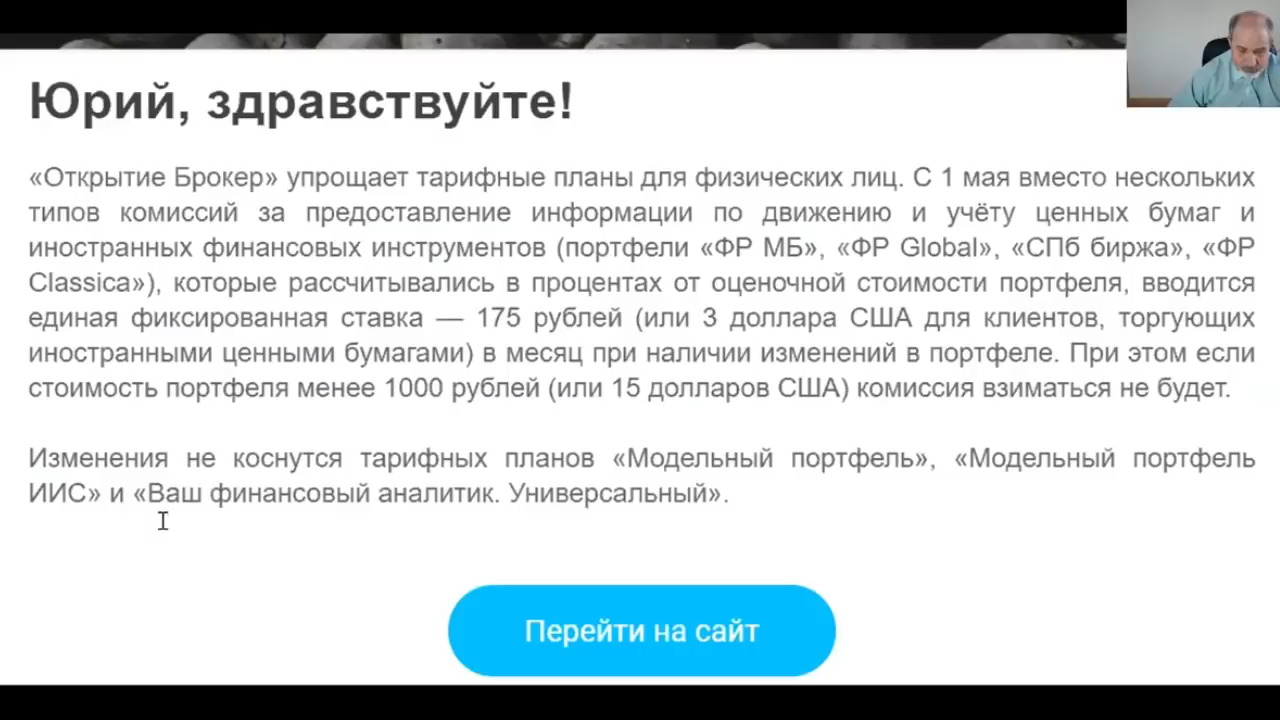 Юрий, здравствуйте!
«Открытие Брокер» упрощает тарифные планы для физических лиц. С 1 мая вместо нескольких
типов комиссий за предоставление информации по движению и учёту ценных бумаг и
иностранных финансовых инструментов (портфели «ФР МБ», «ФР Global», «СПб биржа», «ФР
Classica»), которые рассчитывались в процентах от оценочной стоимости портфеля, вводится
единая фиксированная ставка — 175 рублей (или 3 доллара США для клиентов, торгующих
иностранными ценными бумагами) в месяц при наличии изменений в портфеле. При этом если
стоимость портфеля менее 1000 рублей (или 15 долларов США) комиссия взиматься не будет.
Изменения не коснутся тарифных планов «Модельный портфель», «Модельный портфель
ИИС» и «Ваш финансовый аналитик. Универсальный».
Перейти на сайт